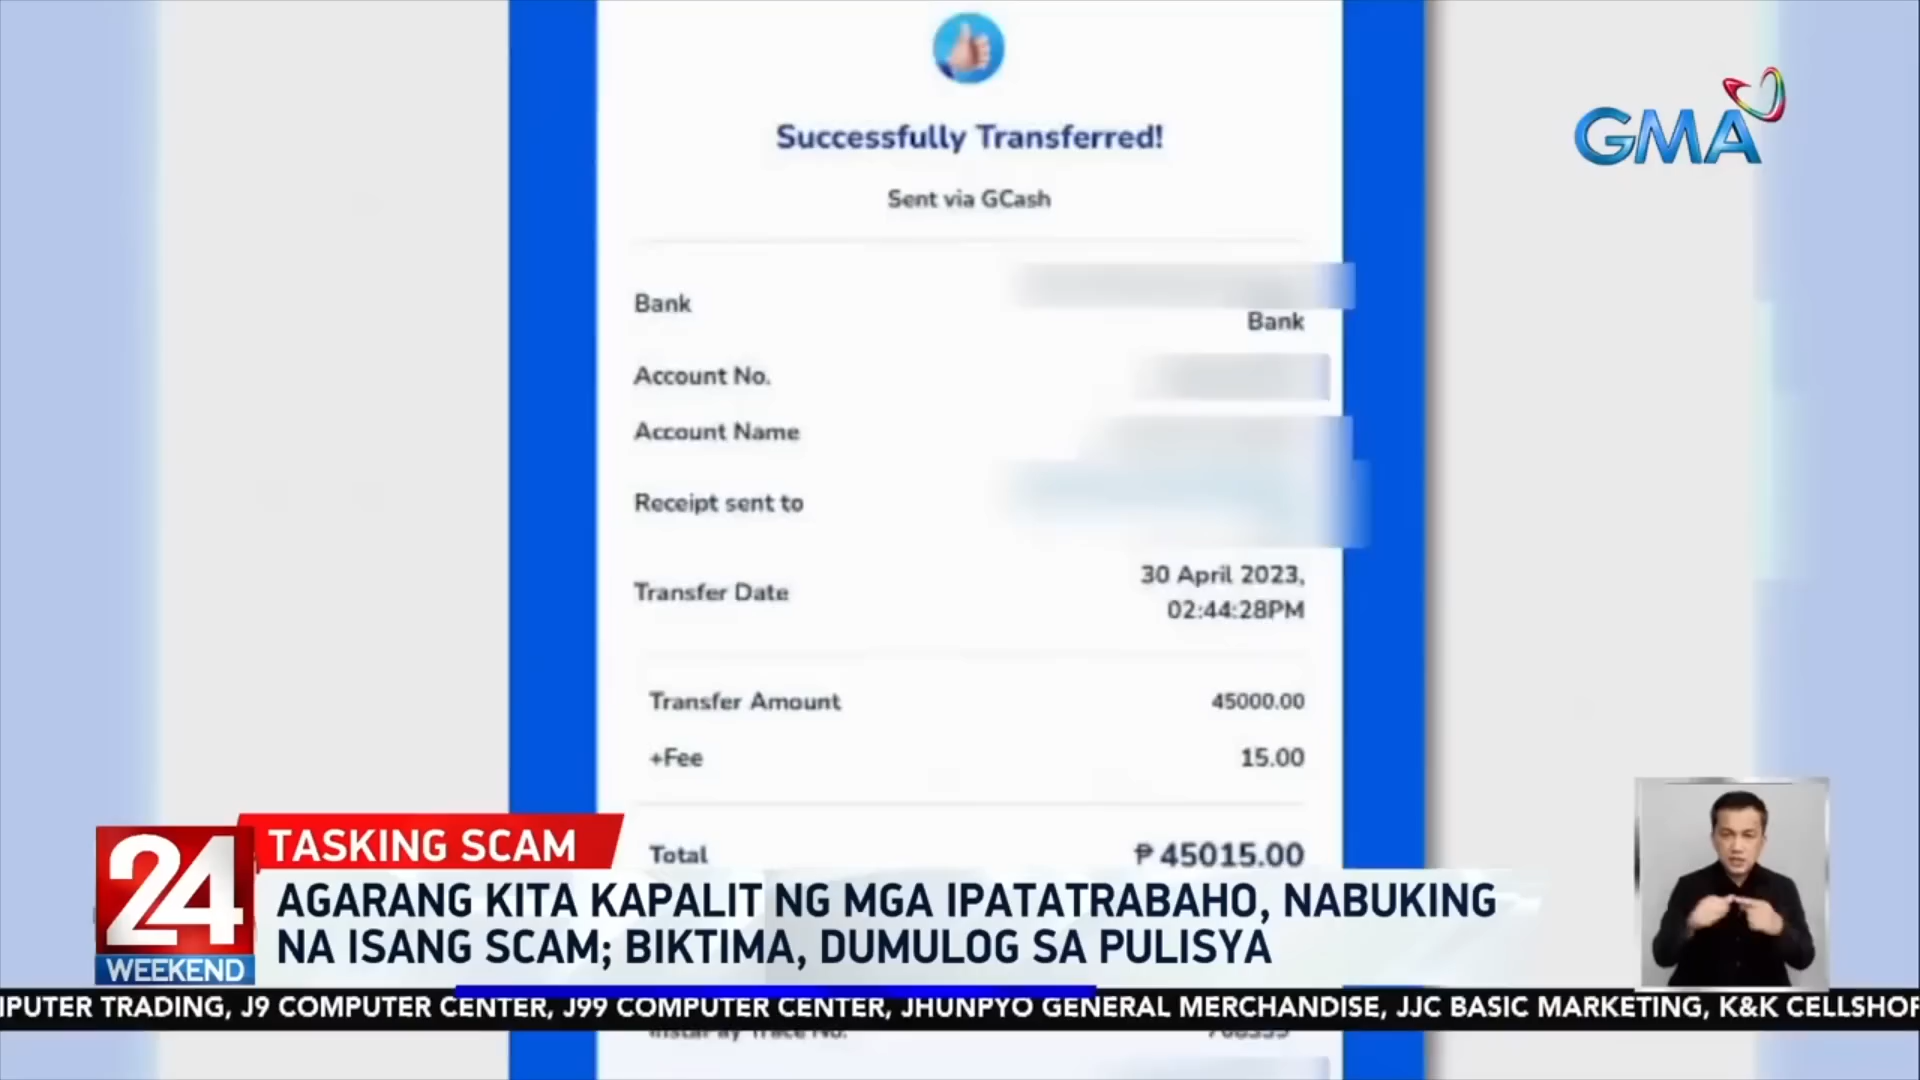 Successfully Transferred!
Sent via GCash
GMA
Bank
Bank
Account No.
Account Name
Receipt sent to
Transfer Date
30 April 2023,
02:44:28PM
Transfer Amount 45000.00
+Fee 15.00
Total ₱ 45015.00
TASKING SCAM
24
WEEKEND
AGARANG KITA KAPALIT NG MGA IPATATRABAHO, NABUKING
NA ISANG SCAM; BIKTIMA, DUMULOG SA PULISYA
TRADING, J9 COMPUTER CENTER, J99 COMPUTER CENTER, JHUNPYO GENERAL MERCHANDISE, JJC BASIC MARKETING, K&K
InstaPay Trace No.